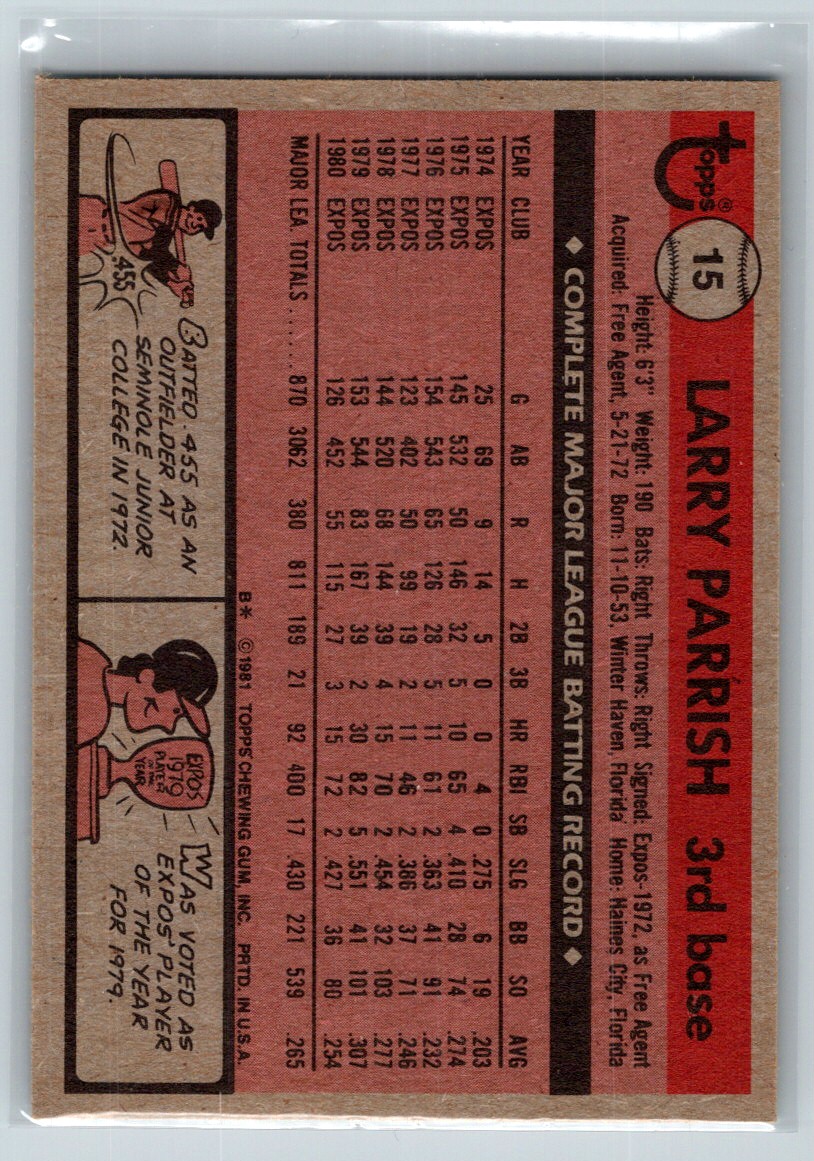 Topps®
15
LARRY PARRISH 3rd base
Height: 6'3" Weight: 190 Bats: Right Throws: Right Signed: Expos-1972, as Free Agent
Acquired: Free Agent, 5-21-72 Born: 11-10-53, Winter Haven, Florida Home: Haines City, Florida
◆ COMPLETE MAJOR LEAGUE BATTING RECORD ◆
YEAR CLUB G AB R H 2B 3B HR RBI SB SLG BB SO AVG
1974 EXPOS 25 69 9 14 5 0 0 4 0 .275 6 19 .203
1975 EXPOS 145 532 50 146 32 5 10 65 4 .410 28 74 .274
1976 EXPOS 154 543 65 126 28 5 11 61 2 .363 41 91 .232
1977 EXPOS 123 402 50 99 19 2 11 46 2 .386 37 71 .246
1978 EXPOS 144 520 68 144 39 4 15 70 2 .454 32 103 .277
1979 EXPOS 153 544 83 167 39 2 30 82 5 .551 41 101 .307
1980 EXPOS 126 452 55 115 27 3 15 72 2 .427 36 80 .254
MAJOR LEA. TOTALS ...... 870 3062 380 811 189 21 92 400 17 .430 221 539 .265
B* ©1981 TOPPS CHEWING GUM, INC. PRTD. IN U.S.A.
.455
BATTED .455 AS AN
OUTFIELDER AT
SEMINOLE JUNIOR
COLLEGE IN 1972.
EXPOS
1979
PLAYER
OF THE
YEAR
WAS VOTED AS
EXPOS' PLAYER
OF THE YEAR
FOR 1979.